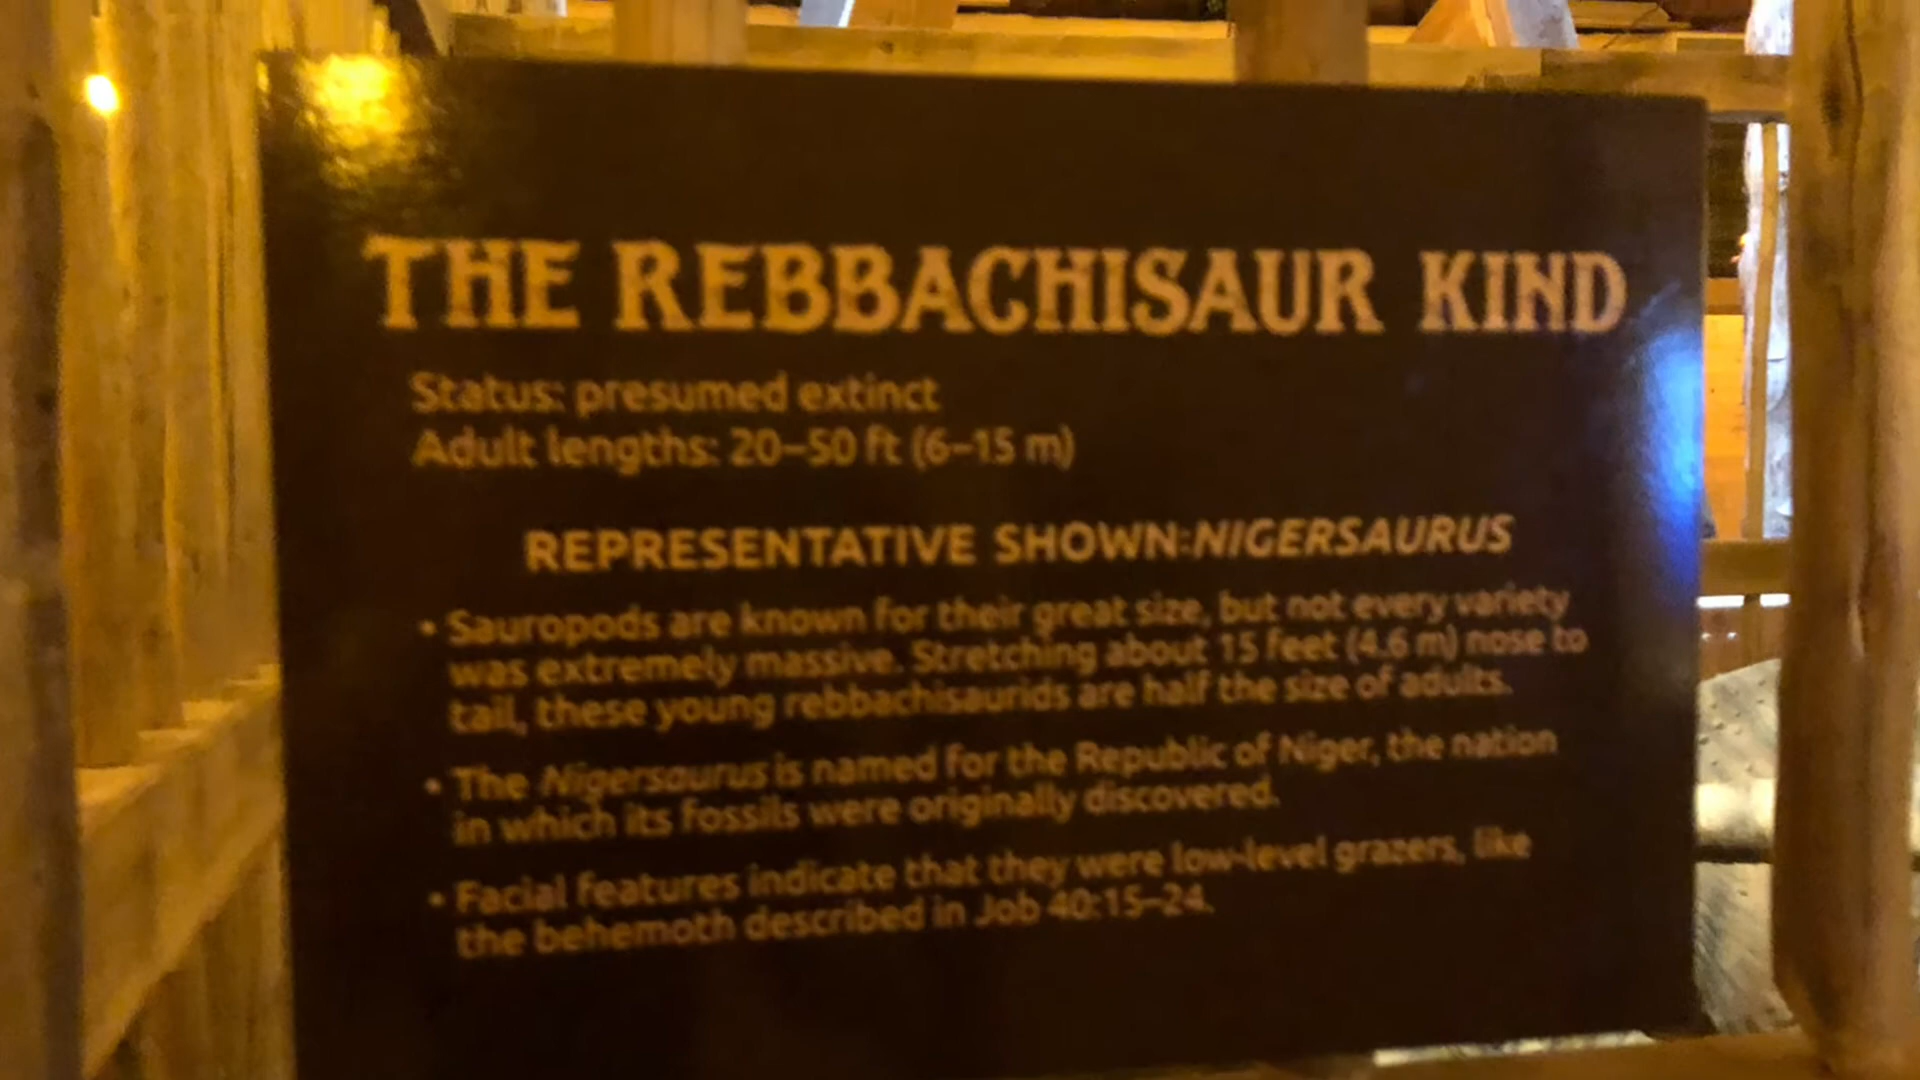 THE REBBACHISAUR KIND
Status: presumed extinct
Adult lengths: 20–50 ft (6–15 m)
REPRESENTATIVE SHOWN: NIGERSAURUS
• Sauropods are known for their great size, but not every variety
was extremely massive. Stretching about 15 feet (4.6 m) nose to
tail, these young rebbachisaurids are half the size of adults.
• The Nigersaurus is named for the Republic of Niger, the nation
in which its fossils were originally discovered.
• Facial features indicate that they were low-level grazers, like
the behemoth described in Job 40:15–24.